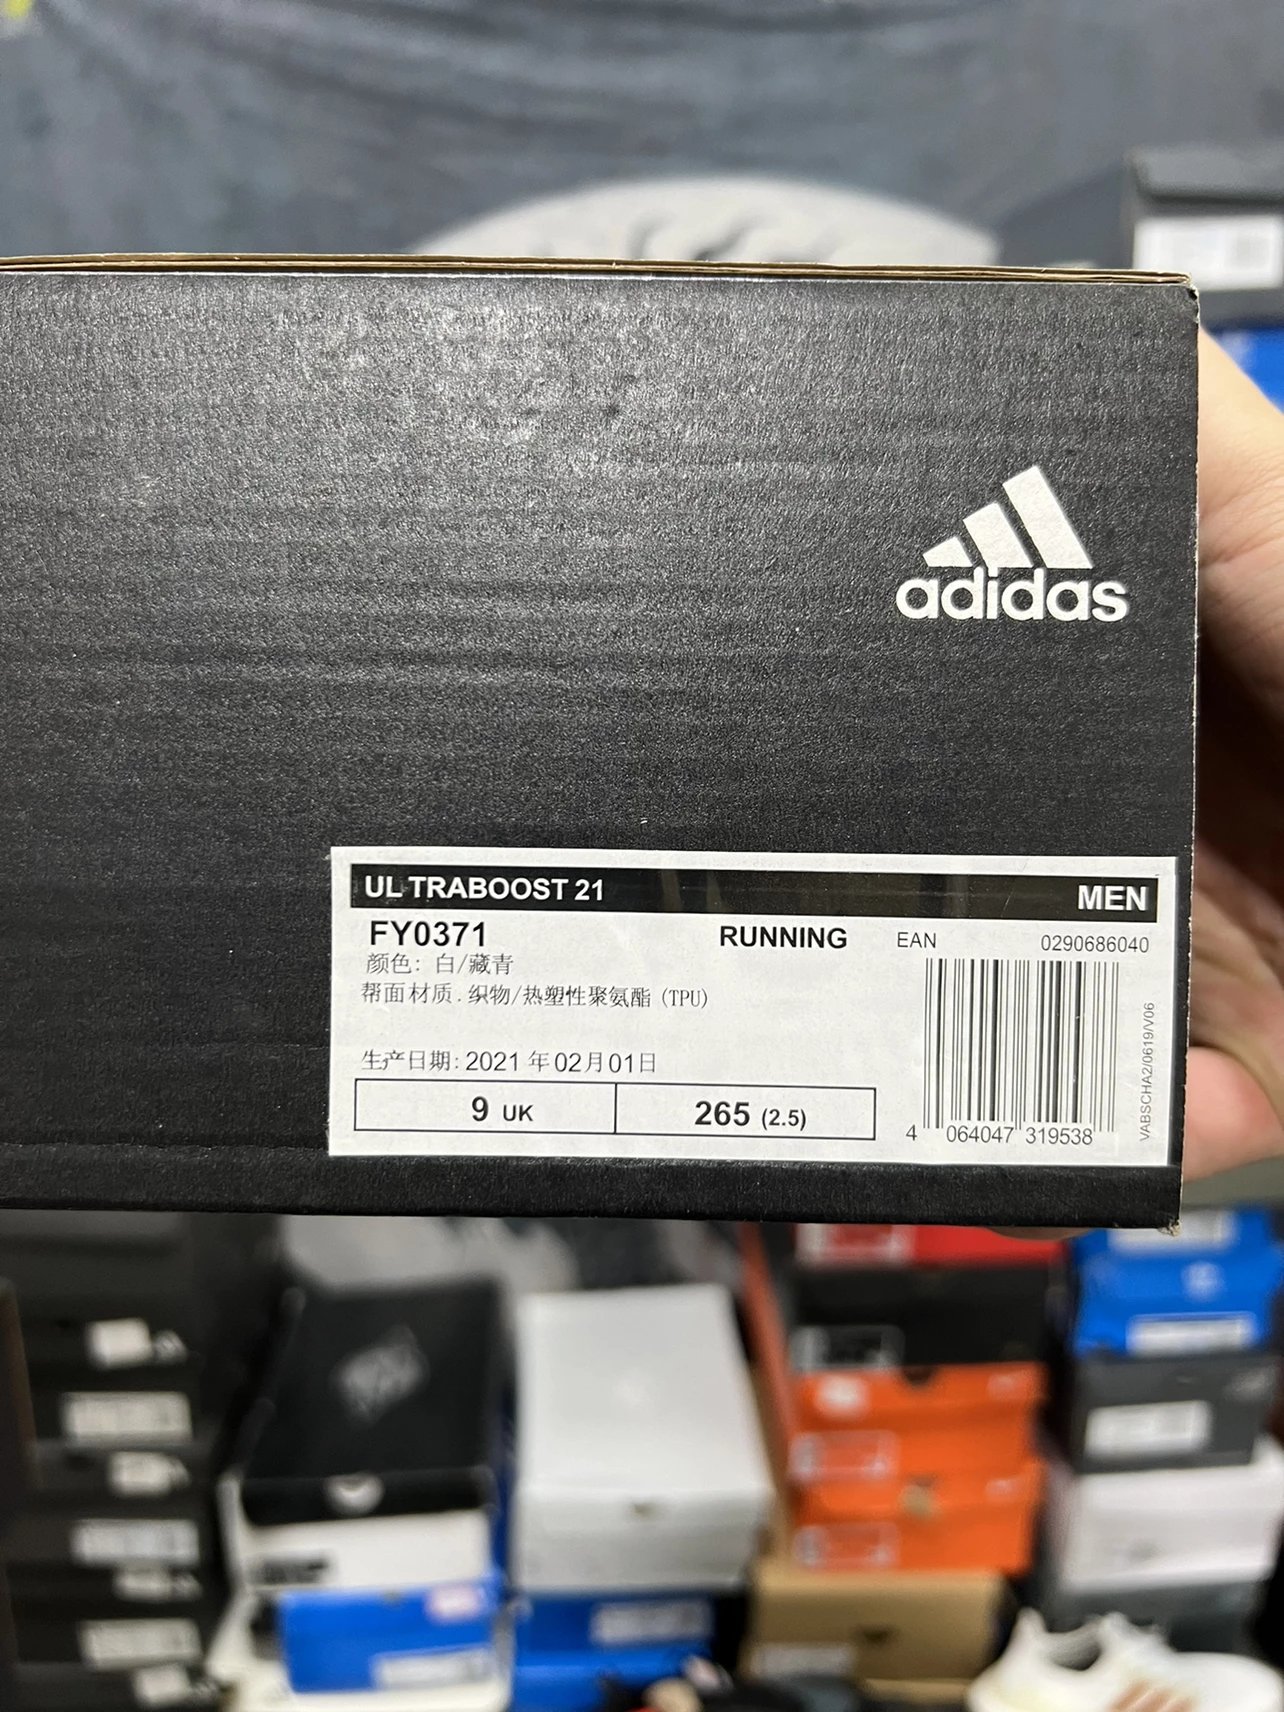 adidas
UL TRABOOST 21
MEN
FY0371
RUNNING
EAN
0290686040
颜色: 白/藏青
帮面材质. 织物/热塑性聚氨酯 (TPU)
生产日期: 2021 年02月01日
9 UK
265 (2.5)
4 064047 319538
VABSCHA2/0619/V06